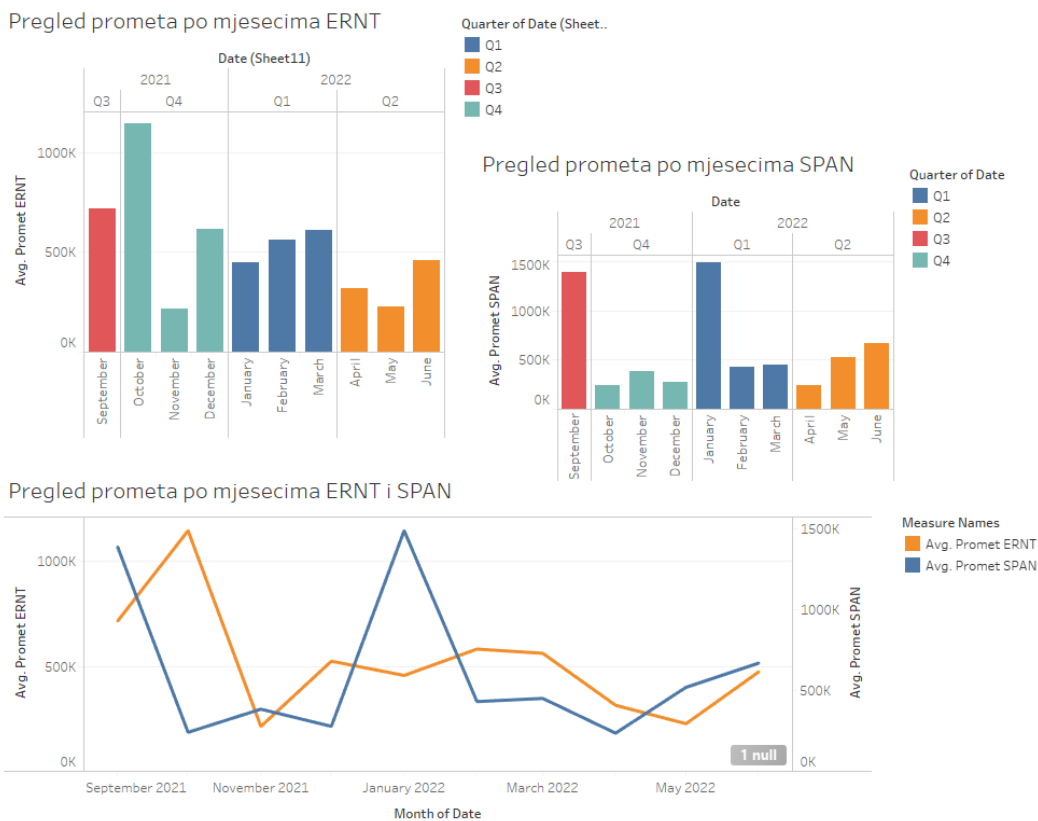 Pregled prometa po mjesecima ERNT
Date (Sheet11)
2021 2022
Q3 Q4 Q1 Q2
Avg. Promet ERNT
1000K
500K
0K
September
October
November
December
January
February
March
April
May
June
Quarter of Date (Sheet..
Q1
Q2
Q3
Q4
Pregled prometa po mjesecima SPAN
Date
2021 2022
Q3 Q4 Q1 Q2
Avg. Promet SPAN
1500K
1000K
500K
0K
September
October
November
December
January
February
March
April
May
June
Quarter of Date
Q1
Q2
Q3
Q4
Pregled prometa po mjesecima ERNT i SPAN
Avg. Promet ERNT
1000K
500K
0K
1500K
1000K
500K
0K
Avg. Promet SPAN
1 null
September 2021 November 2021 January 2022 March 2022 May 2022
Month of Date
Measure Names
Avg. Promet ERNT
Avg. Promet SPAN